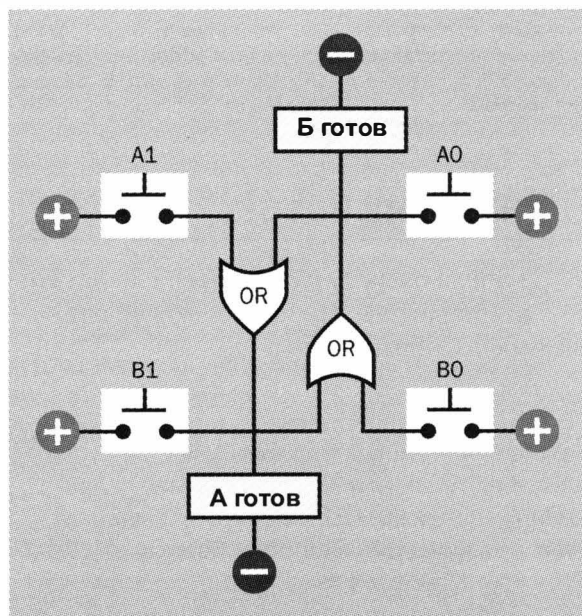 Б готов
A1
A0
OR
OR
B1
B0
А готов